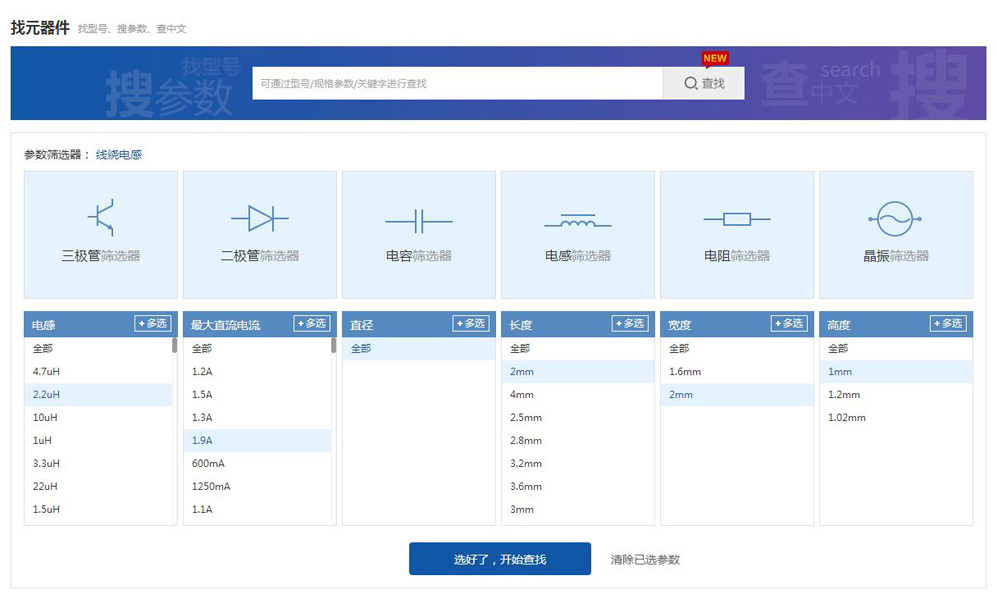 找元器件 找型号、搜参数、查中文
找型号
搜参数
可通过型号/规格参数/关键字进行查找
NEW
查找
查 search
中文
搜
参数筛选器： 线绕电感
三极管筛选器 二极管筛选器 电容筛选器 电感筛选器 电阻筛选器 晶振筛选器
电感 +多选 最大直流电流 +多选 直径 +多选 长度 +多选 宽度 +多选 高度 +多选
全部 全部 全部 全部 全部 全部
4.7uH 1.2A 2mm 1.6mm 1mm
2.2uH 1.5A 4mm 2mm 1.2mm
10uH 1.3A 2.5mm 1.02mm
1uH 1.9A 2.8mm
3.3uH 600mA 3.2mm
22uH 1250mA 3.6mm
1.5uH 1.1A 3mm
选好了，开始查找 清除已选参数